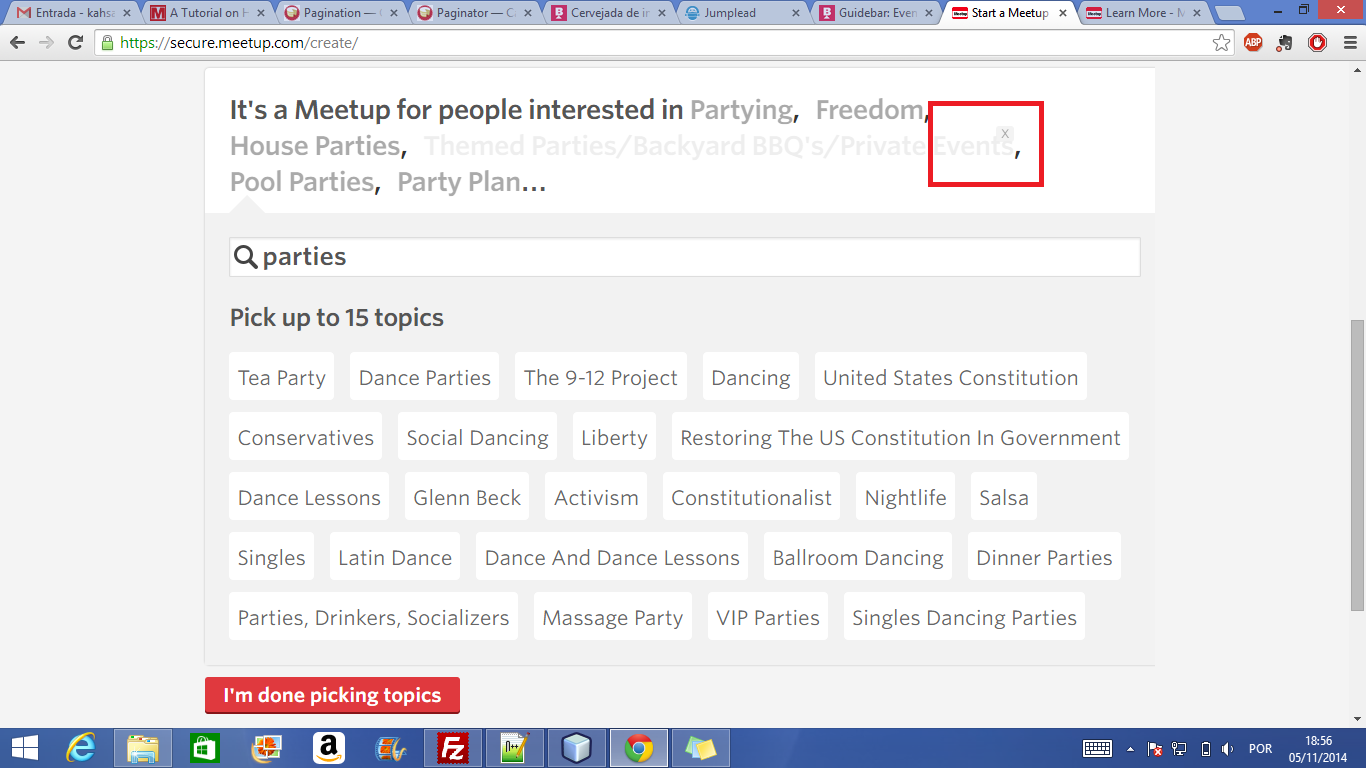 Entrada - kahsa
A Tutorial on H
Pagination — C
Paginator — Ce
Cervejada de in
Jumplead
Guidebar: Even
Start a Meetup
Learn More - M
https://secure.meetup.com/create/
ABP
It's a Meetup for people interested in Partying, Freedom,
House Parties, Themed Parties/Backyard BBQ's/Private Events, X
Pool Parties, Party Plan...
parties
Pick up to 15 topics
Tea Party Dance Parties The 9-12 Project Dancing United States Constitution
Conservatives Social Dancing Liberty Restoring The US Constitution In Government
Dance Lessons Glenn Beck Activism Constitutionalist Nightlife Salsa
Singles Latin Dance Dance And Dance Lessons Ballroom Dancing Dinner Parties
Parties, Drinkers, Socializers Massage Party VIP Parties Singles Dancing Parties
I'm done picking topics
POR
18:56
05/11/2014